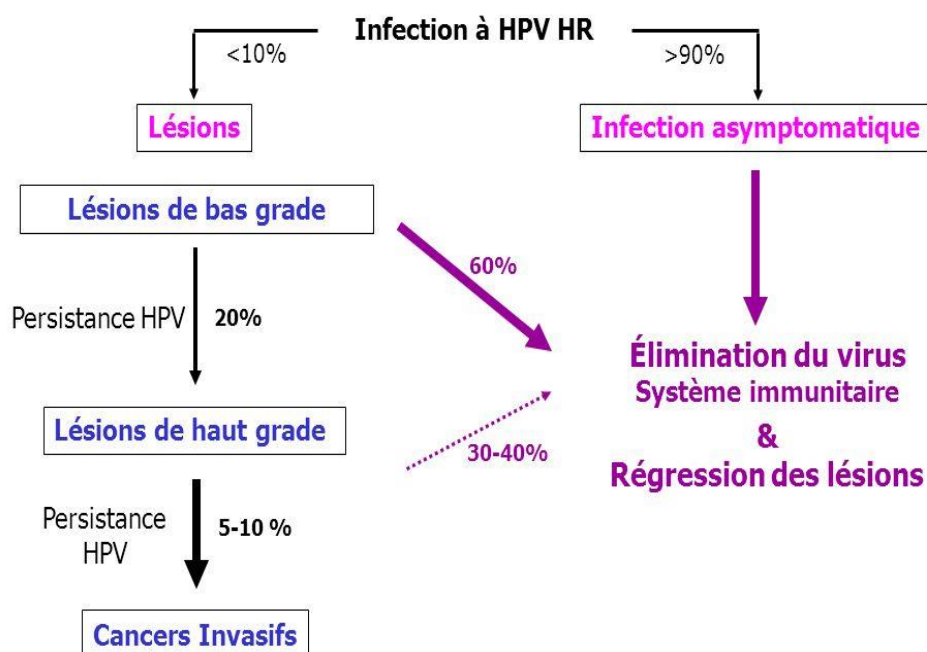 Infection à HPV HR
<10%
>90%
Lésions
Infection asymptomatique
Lésions de bas grade
60%
Persistance HPV
20%
Élimination du virus
Système immunitaire
&
Régression des lésions
Lésions de haut grade
30-40%
Persistance
HPV
5-10 %
Cancers Invasifs